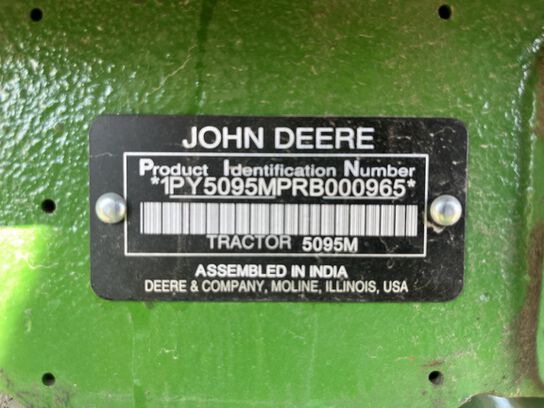 JOHN DEERE
Product Identification Number
*1PY5095MPRB000965*
TRACTOR 5095M
ASSEMBLED IN INDIA
DEERE & COMPANY, MOLINE, ILLINOIS, USA